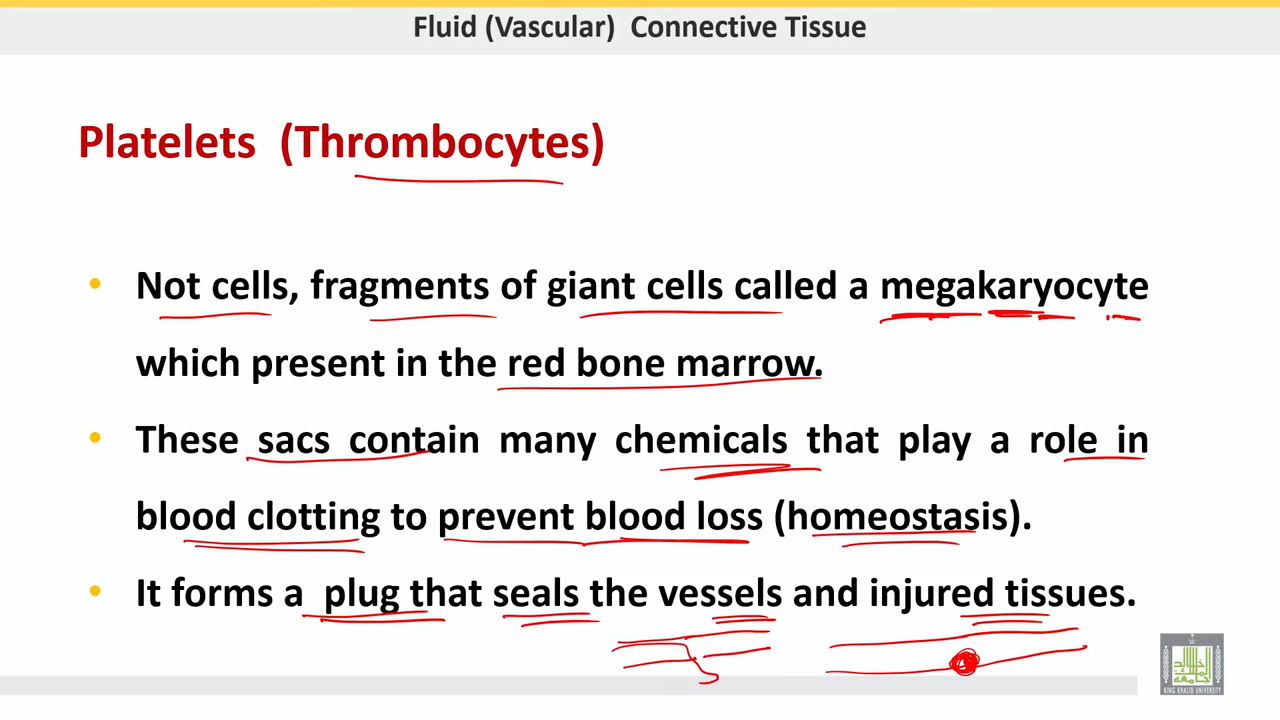 Fluid (Vascular) Connective Tissue
Platelets (Thrombocytes)
• Not cells, fragments of giant cells called a megakaryocyte
which present in the red bone marrow.
• These sacs contain many chemicals that play a role in
blood clotting to prevent blood loss (homeostasis).
• It forms a plug that seals the vessels and injured tissues.
KING KHALID UNIVERSITY